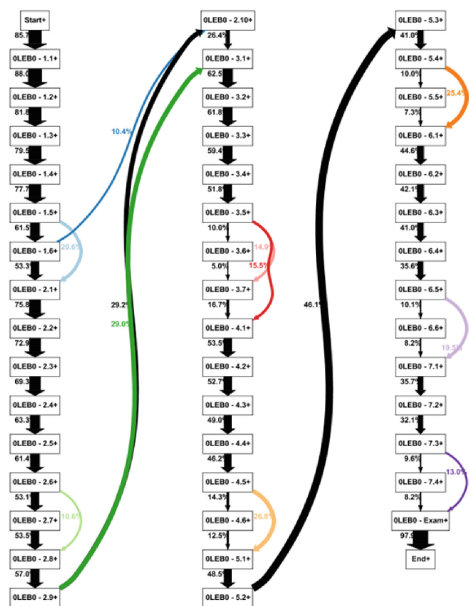 Start+
85.7%
0LEB0 - 1.1+
88.0%
0LEB0 - 1.2+
81.8%
0LEB0 - 1.3+
79.5%
0LEB0 - 1.4+
77.7%
0LEB0 - 1.5+
61.5%
20.6%
0LEB0 - 1.6+
53.3%
0LEB0 - 2.1+
75.8%
0LEB0 - 2.2+
72.9%
0LEB0 - 2.3+
69.3%
0LEB0 - 2.4+
63.3%
0LEB0 - 2.5+
61.4%
0LEB0 - 2.6+
53.1%
10.6%
0LEB0 - 2.7+
53.5%
0LEB0 - 2.8+
57.0%
0LEB0 - 2.9+
10.4%
29.2%
29.0%
0LEB0 - 2.10+
26.4%
0LEB0 - 3.1+
62.5%
0LEB0 - 3.2+
61.8%
0LEB0 - 3.3+
59.4%
0LEB0 - 3.4+
51.8%
0LEB0 - 3.5+
10.0%
14.9%
0LEB0 - 3.6+
5.0%
15.5%
0LEB0 - 3.7+
16.7%
0LEB0 - 4.1+
53.5%
0LEB0 - 4.2+
52.7%
0LEB0 - 4.3+
49.0%
0LEB0 - 4.4+
46.2%
0LEB0 - 4.5+
14.3%
26.8%
0LEB0 - 4.6+
12.5%
0LEB0 - 5.1+
48.5%
0LEB0 - 5.2+
46.1%
0LEB0 - 5.3+
41.0%
0LEB0 - 5.4+
10.0%
25.4%
0LEB0 - 5.5+
7.3%
0LEB0 - 6.1+
44.6%
0LEB0 - 6.2+
42.1%
0LEB0 - 6.3+
41.0%
0LEB0 - 6.4+
35.6%
0LEB0 - 6.5+
10.1%
0LEB0 - 6.6+
8.2%
19.5%
0LEB0 - 7.1+
35.7%
0LEB0 - 7.2+
32.1%
0LEB0 - 7.3+
9.6%
13.0%
0LEB0 - 7.4+
8.2%
0LEB0 - Exam+
End+